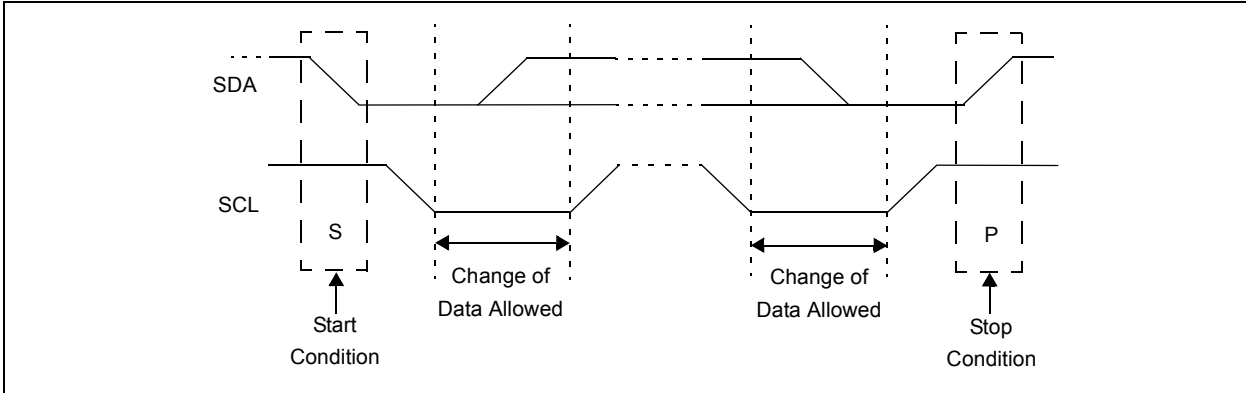 SDA
SCL
S
P
Change of
Data Allowed
Change of
Data Allowed
Start
Condition
Stop
Condition